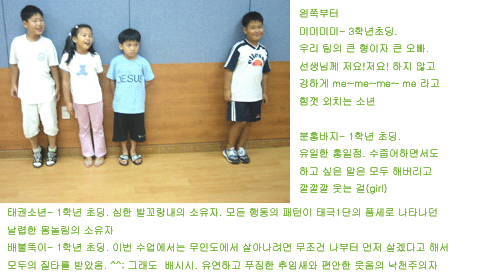 왼쪽부터
미미미미- 3학년초딩.
우리 팀의 큰 형이자 큰 오빠.
선생님께 저요!저요! 하지 않고
강하게 me~me~me~ me 라고
힘껏 외치는 소년
분홍바지- 1학년 초딩.
유일한 홍일점. 수줍어하면서도
하고 싶은 말은 모두 해버리고
깔깔깔 웃는 걸(girl)
태권소년- 1학년 초딩. 심한 발꼬랑내의 소유자. 모든 행동의 패턴이 태극1단의 품세로 나타나던
날렵한 몸놀림의 소유자
배불뚝이- 1학년 초딩. 이번 수업에서는 무인도에서 살아나려면 무조건 나부터 먼저 살겠다고 해서
모두의 질타를 받았음. ^^; 그래도 배시시. 유연하고 푸짐한 추임새와 편안한 웃음의 낙천주의자
JESUS